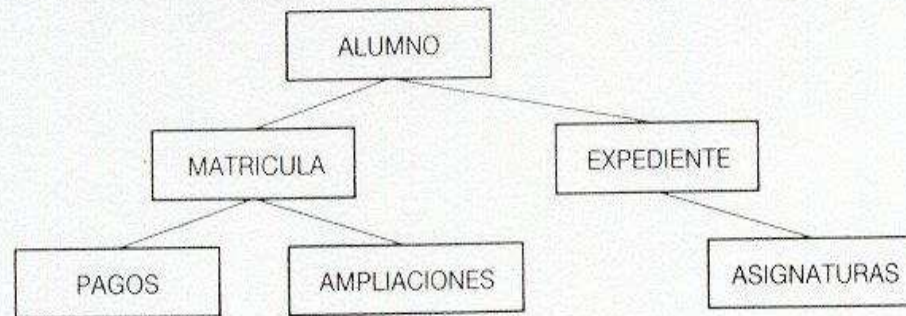 ALUMNO
MATRICULA
EXPEDIENTE
PAGOS
AMPLIACIONES
ASIGNATURAS